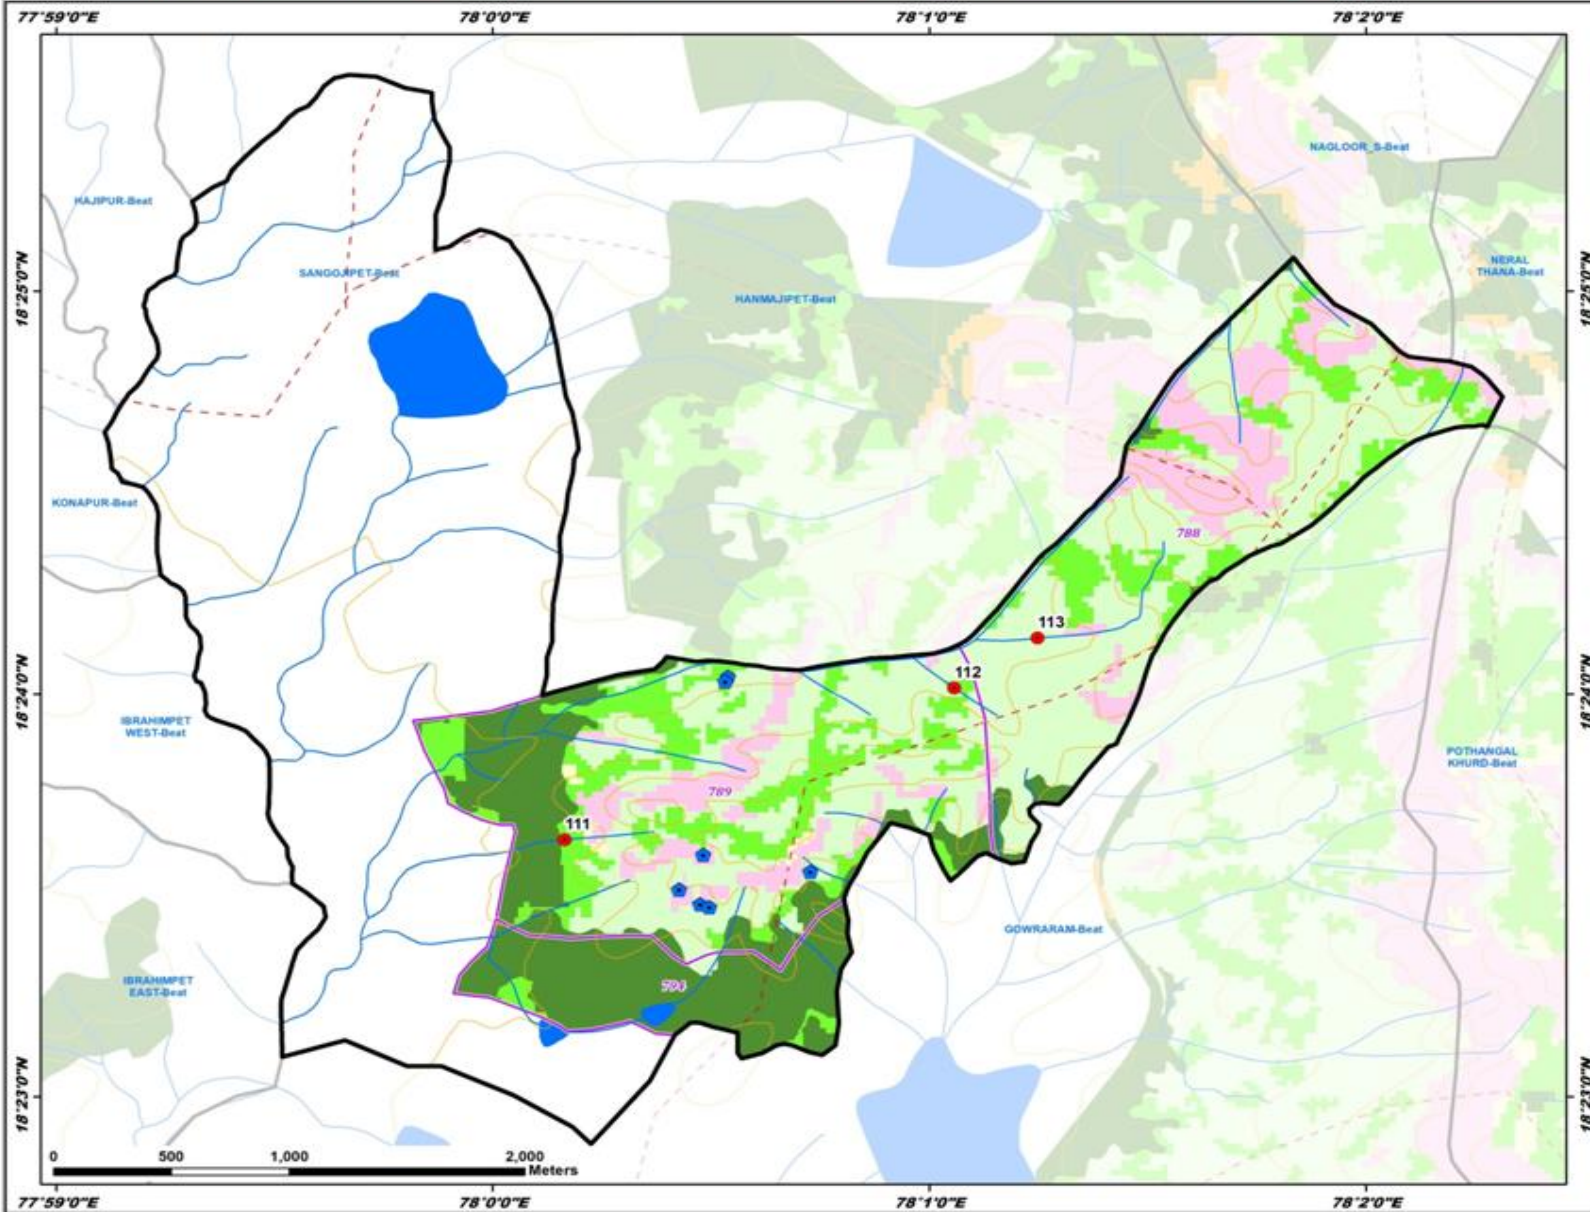 77°59'0"E 78°0'0"E 78°1'0"E 78°2'0"E
NAGLOOR_S-Beat
HAJIPUR-Beat
SANGOJIPET-Beat
NERAL
THANA-Beat
18°25'0"N
18°25'0"N
HANMAJIPET-Beat
KONAPUR-Beat
788
113
112
18°24'0"N
18°24'0"N
IBRAHIMPET
WEST-Beat
POTHANGAL
KHURD-Beat
789
111
GOWRARAM-Beat
IBRAHIMPET
EAST-Beat
794
18°23'0"N
18°23'0"N
0 500 1,000 2,000
Meters
77°59'0"E 78°0'0"E 78°1'0"E 78°2'0"E